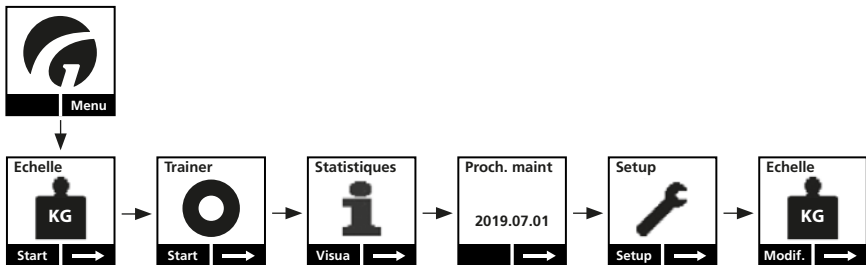 Menu
Echelle
KG
Start
Trainer
Start
Statistiques
Visua
Proch. maint
2019.07.01
Setup
Setup
Echelle
KG
Modif.